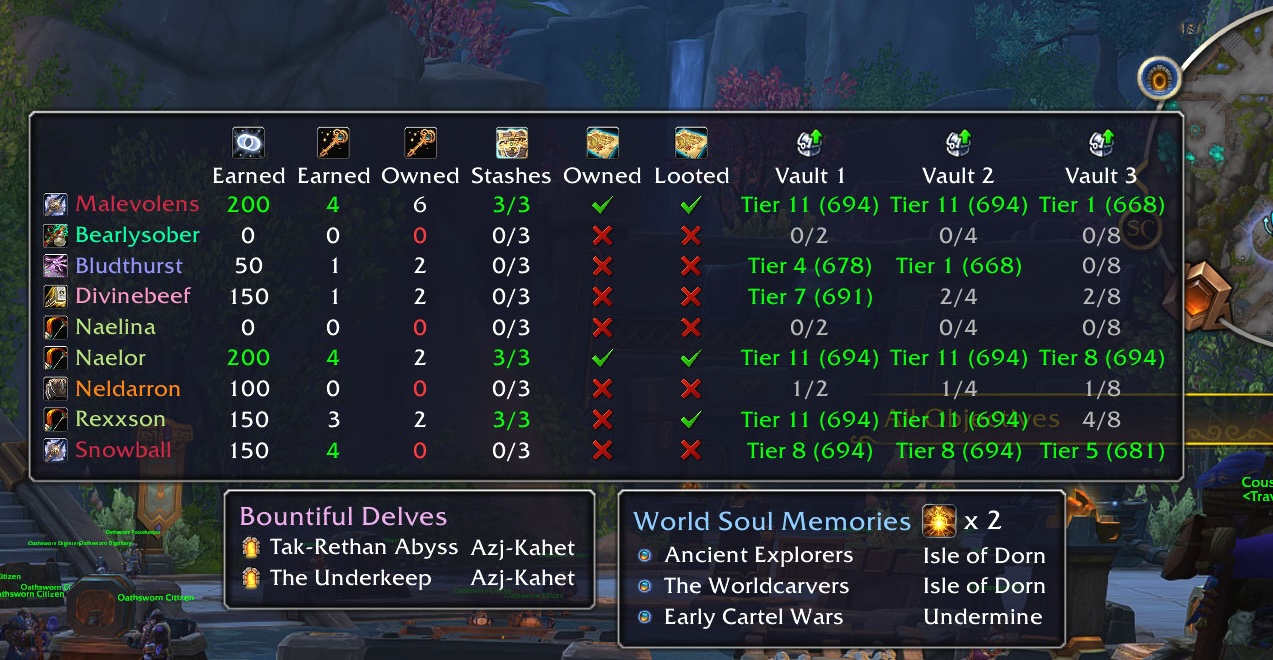 Earned Earned Owned Stashes Owned Looted Vault 1 Vault 2 Vault 3
Malevolens 200 4 6 3/3 Tier 11 (694) Tier 11 (694) Tier 1 (668)
Bearlysober 0 0 0 0/3 0/2 0/4 0/8
SC
Bludthurst 50 1 2 0/3 Tier 4 (678) Tier 1 (668) 0/8
Divinebeef 150 1 2 0/3 Tier 7 (691) 2/4 2/8
Naelina 0 0 0 0/3 0/2 0/4 0/8
Naelor 200 4 2 3/3 Tier 11 (694) Tier 11 (694) Tier 8 (694)
Neldarron 100 0 0 0/3 1/2 1/4 1/8
Rexxson 150 3 2 3/3 Tier 11 (694) Tier 11 (694) 4/8
All Objectives
Snowball 150 4 0 0/3 Tier 8 (694) Tier 8 (694) Tier 5 (681)
Bountiful Delves
Tak-Rethan Abyss Azj-Kahet
The Underkeep Azj-Kahet
World Soul Memories x 2
Ancient Explorers Isle of Dorn
The Worldcarvers Isle of Dorn
Early Cartel Wars Undermine
Cous
<Trav
Citizen
Oathsworn Citizen